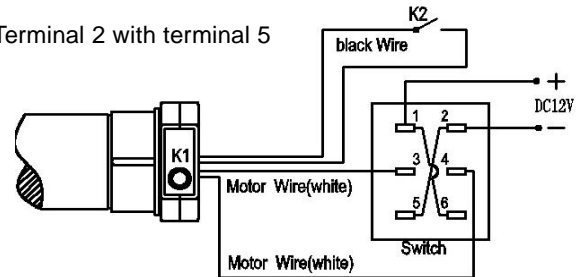 Terminal 2 with terminal 5
K2
black Wire
+
DC12V
−
1 2
K1
3 4
Motor Wire(white)
5 6
Switch
Motor Wire(white)